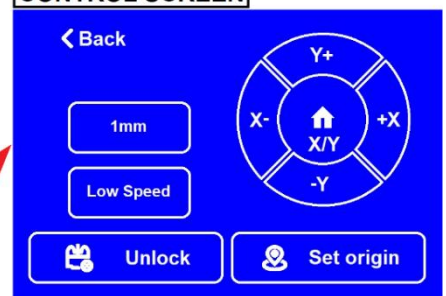 CONTROL SCREEN
Back
Y+
1mm
X-
X/Y
+X
Low Speed
-Y
Unlock
Set origin